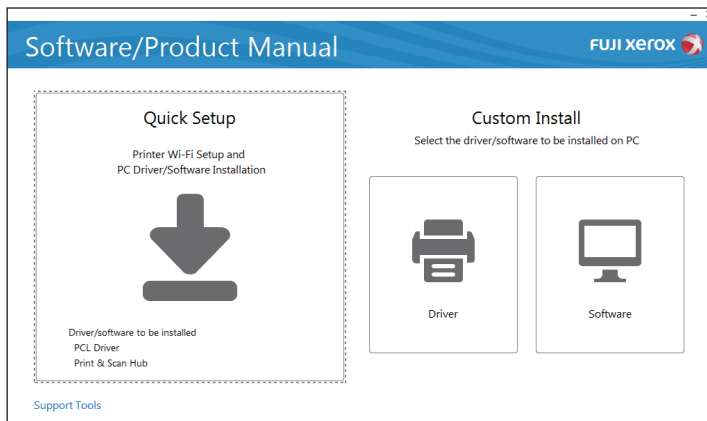 Software/Product Manual
FUJI xerox
Quick Setup
Printer Wi-Fi Setup and
PC Driver/Software Installation
Driver/software to be installed
PCL Driver
Print & Scan Hub
Custom Install
Select the driver/software to be installed on PC
Driver
Software
Support Tools